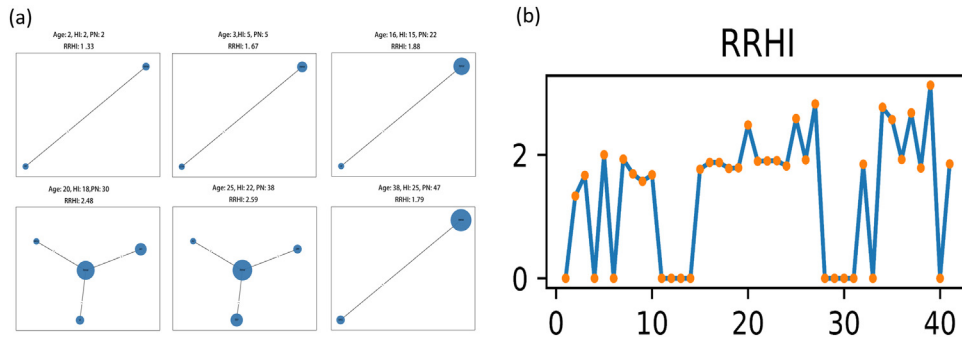 (a)
Age: 2, HI: 2, PN: 2
RRHI: 1 .33
Age: 3,HI: 5, PN: 5
RRHI: 1. 67
Age: 16, HI: 15, PN: 22
RRHI: 1.88
Age: 20, HI: 18,PN: 30
RRHI: 2.48
Age: 25, HI: 22, PN: 38
RRHI: 2.59
Age: 38, HI: 25, PN: 47
RRHI: 1.79
(b)
RRHI
2
0
0 10 20 30 40